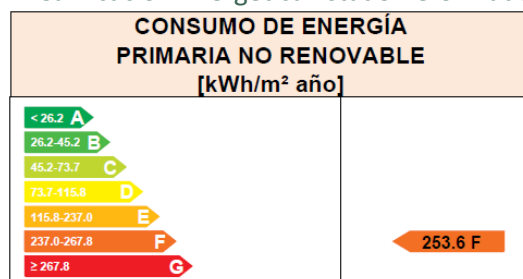 CONSUMO DE ENERGÍA
PRIMARIA NO RENOVABLE
[kWh/m² año]
< 26.2 A
26.2-45.2 B
45.2-73.7 C
73.7-115.8 D
115.8-237.0 E
237.0-267.8 F
253.6 F
≥ 267.8 G